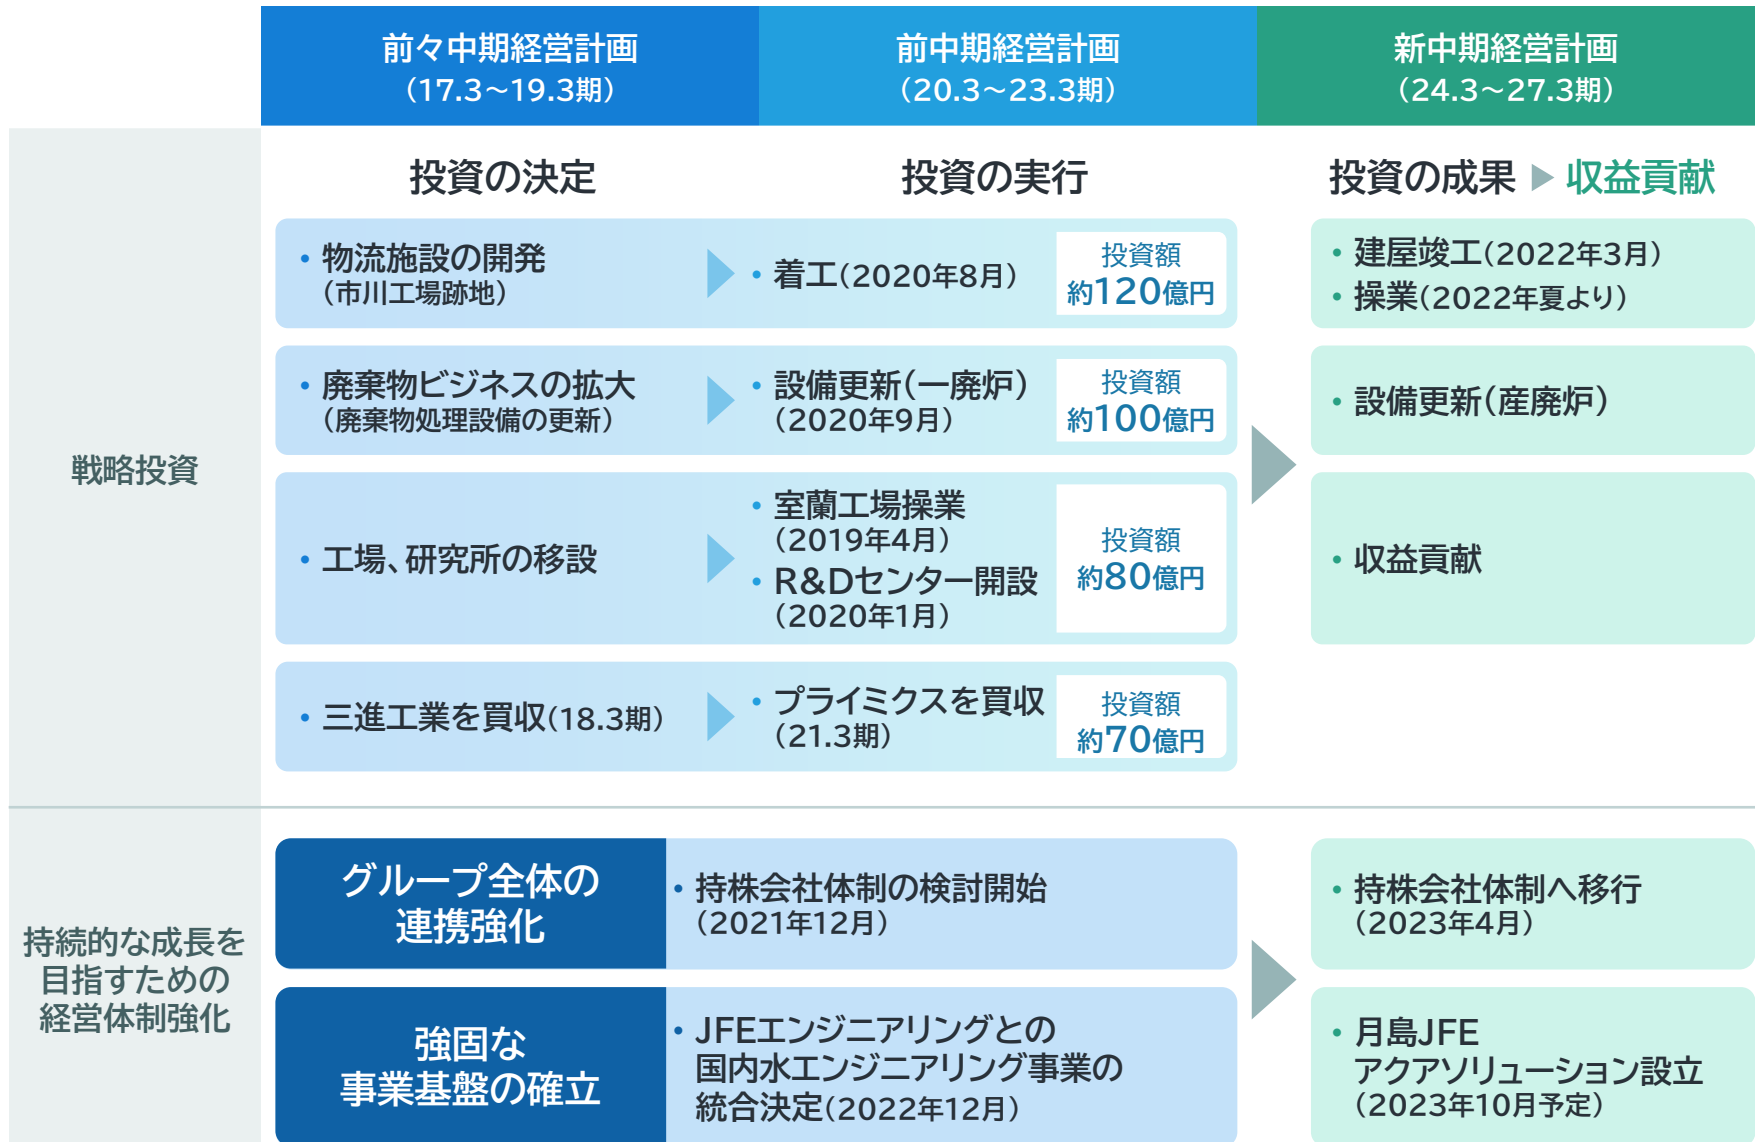 前々中期経営計画
（17.3～19.3期）
前中期経営計画
（20.3～23.3期）
新中期経営計画
（24.3～27.3期）
戦略投資
投資の決定
投資の実行
投資の成果 ▶ 収益貢献
・物流施設の開発
（市川工場跡地）
・着工（2020年8月）
投資額
約120億円
・建屋竣工（2022年3月）
・操業（2022年夏より）
・廃棄物ビジネスの拡大
（廃棄物処理設備の更新）
・設備更新（一廃炉）
（2020年9月）
投資額
約100億円
・設備更新（産廃炉）
・工場、研究所の移設
・室蘭工場操業
（2019年4月）
・R&Dセンター開設
（2020年1月）
投資額
約80億円
・収益貢献
・三進工業を買収（18.3期）
・プライミクスを買収
（21.3期）
投資額
約70億円
持続的な成長を
目指すための
経営体制強化
グループ全体の
連携強化
・持株会社体制の検討開始
（2021年12月）
・持株会社体制へ移行
（2023年4月）
強固な
事業基盤の確立
・JFEエンジニアリングとの
国内水エンジニアリング事業の
統合決定（2022年12月）
・月島JFE
アクアソリューション設立
（2023年10月予定）